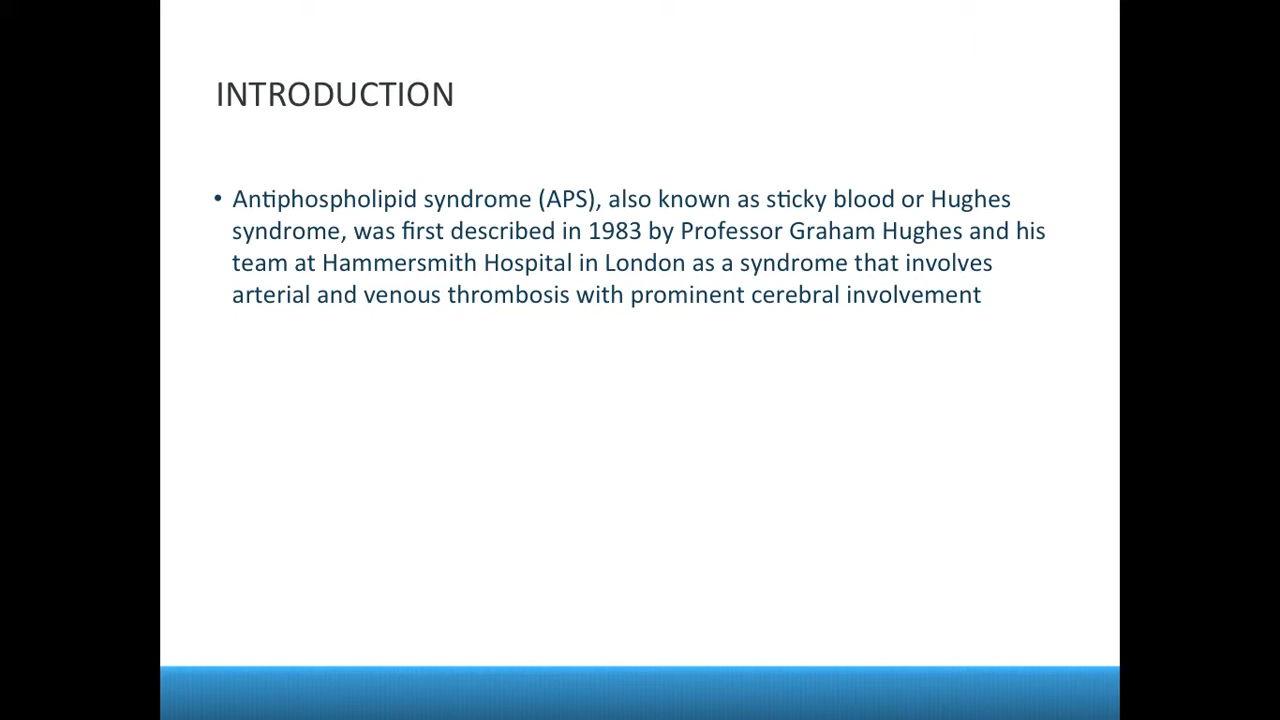 INTRODUCTION
• Antiphospholipid syndrome (APS), also known as sticky blood or Hughes
syndrome, was first described in 1983 by Professor Graham Hughes and his
team at Hammersmith Hospital in London as a syndrome that involves
arterial and venous thrombosis with prominent cerebral involvement